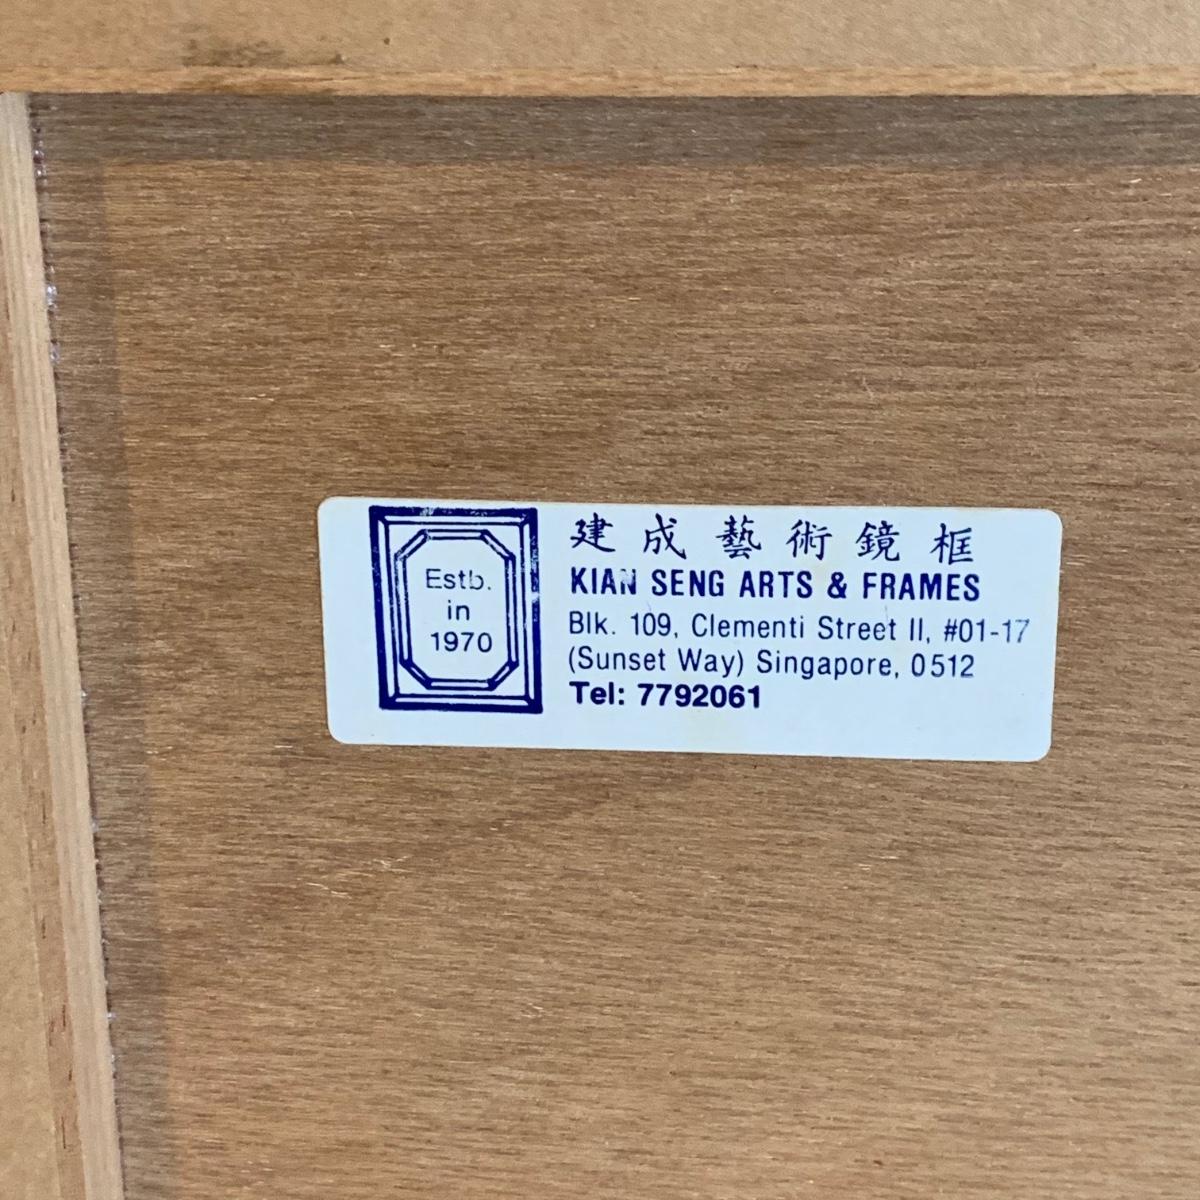 Estb.
in
1970
建成藝術鏡框
KIAN SENG ARTS & FRAMES
Blk. 109, Clementi Street II, #01-17
(Sunset Way) Singapore, 0512
Tel: 7792061